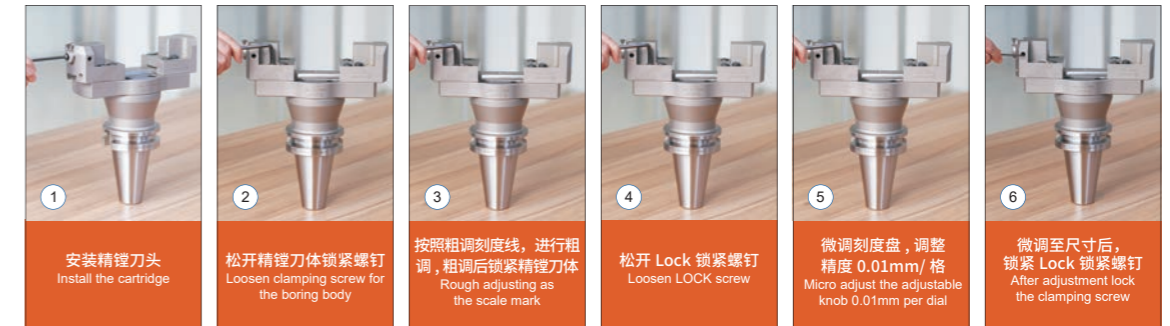 1
安装精镗刀头
Install the cartridge
2
松开精镗刀体锁紧螺钉
Loosen clamping screw for
the boring body
3
按照粗调刻度线，进行粗
调 , 粗调后锁紧精镗刀体
Rough adjusting as
the scale mark
4
松开 Lock 锁紧螺钉
Loosen LOCK screw
5
微调刻度盘 , 调整
精度 0.01mm/ 格
Micro adjust the adjustable
knob 0.01mm per dial
6
微调至尺寸后，
锁紧 Lock 锁紧螺钉
After adjustment lock
the clamping screw